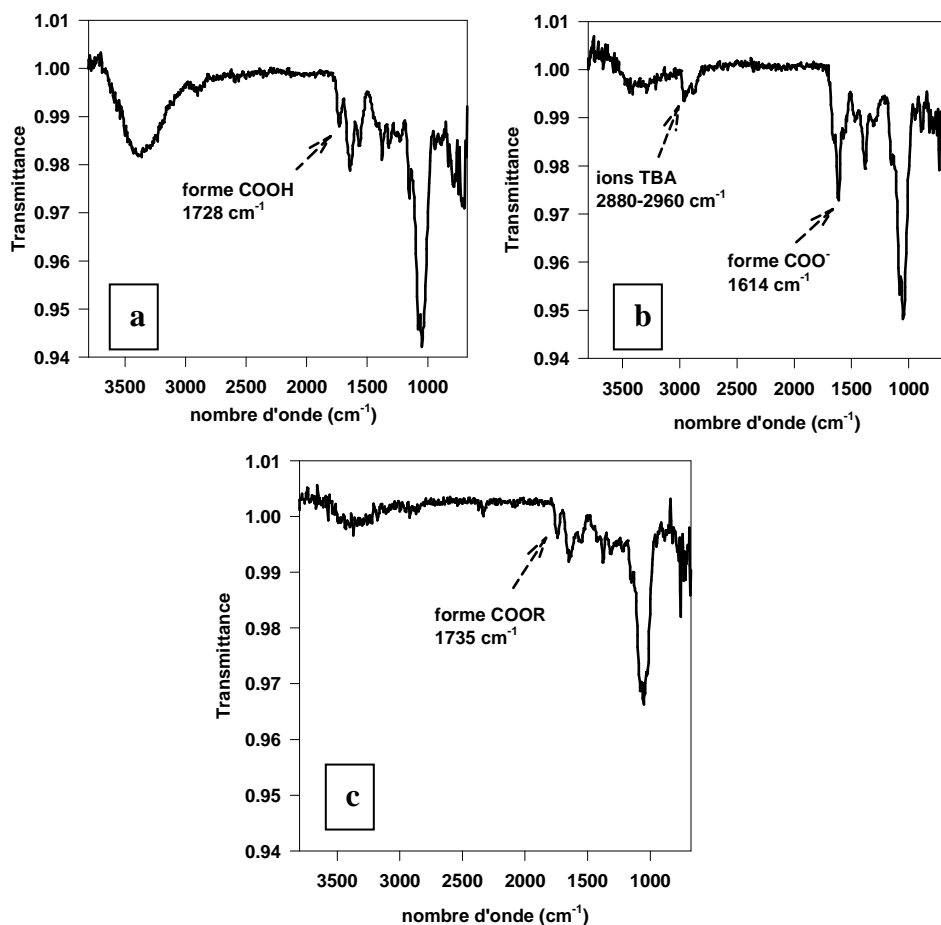 1.01
1.00
0.99
0.98
0.97
0.96
0.95
0.94
Transmittance
forme COOH
1728 cm⁻¹
a
3500 3000 2500 2000 1500 1000
nombre d'onde (cm⁻¹)
1.01
1.00
0.99
0.98
0.97
0.96
0.95
0.94
Transmittance
ions TBA
2880-2960 cm⁻¹
forme COO⁻
1614 cm⁻¹
b
3500 3000 2500 2000 1500 1000
nombre d'onde (cm⁻¹)
1.01
1.00
0.99
0.98
0.97
0.96
0.95
0.94
Transmittance
forme COOR
1735 cm⁻¹
c
3500 3000 2500 2000 1500 1000
nombre d'onde (cm⁻¹)